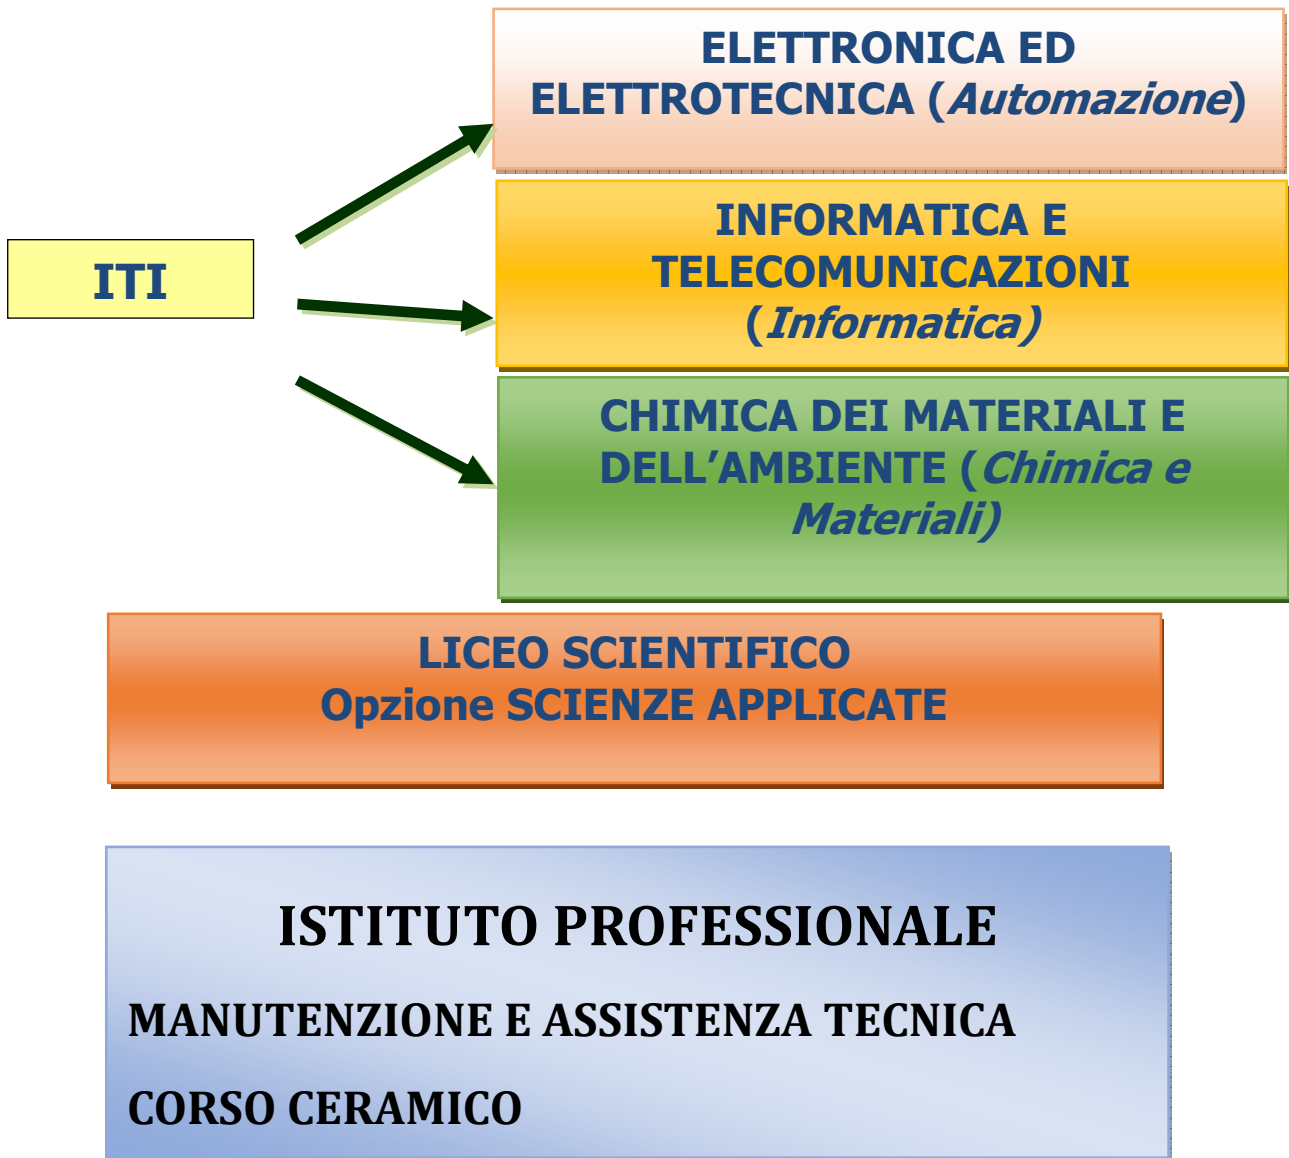 ELETTRONICA ED
ELETTROTECNICA (Automazione)
ITI
INFORMATICA E
TELECOMUNICAZIONI
(Informatica)
CHIMICA DEI MATERIALI E
DELL’AMBIENTE (Chimica e
Materiali)
LICEO SCIENTIFICO
Opzione SCIENZE APPLICATE
ISTITUTO PROFESSIONALE
MANUTENZIONE E ASSISTENZA TECNICA
CORSO CERAMICO